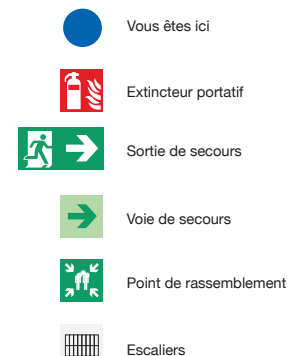 Vous êtes ici
Extincteur portatif
Sortie de secours
Voie de secours
Point de rassemblement
Escaliers